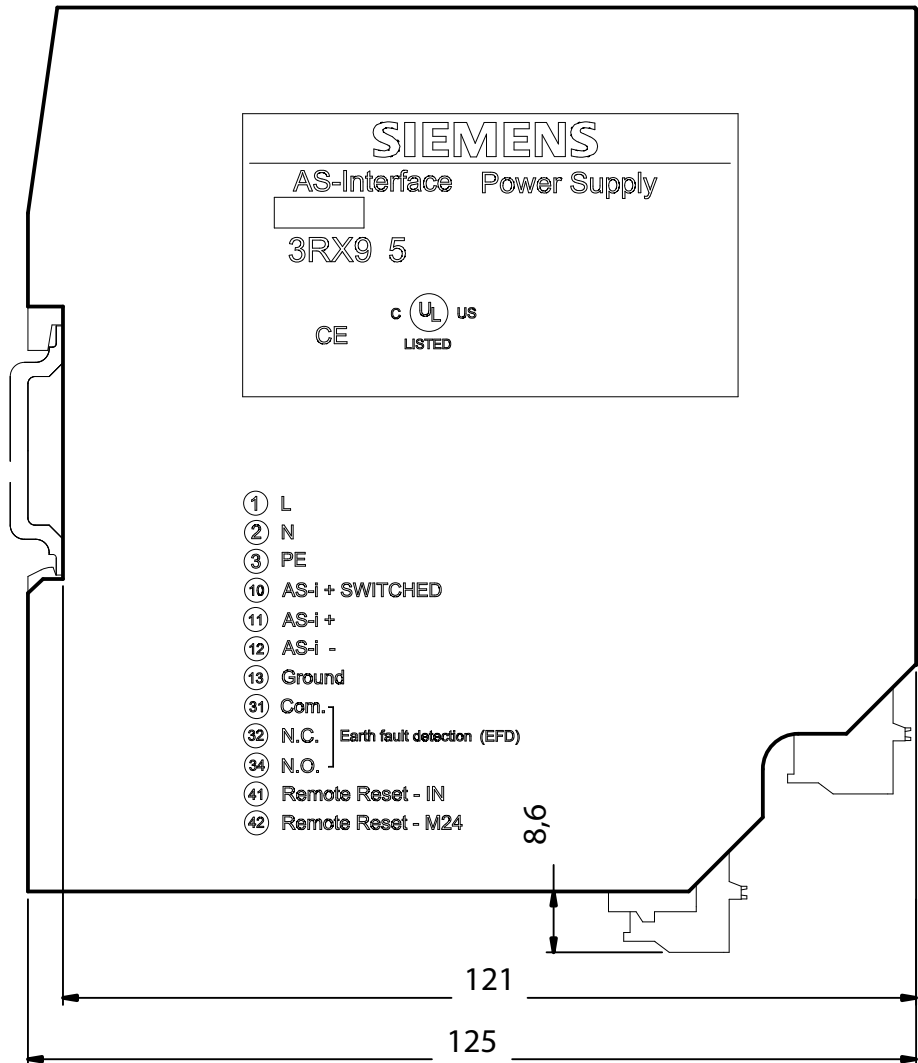 SIEMENS
AS-Interface Power Supply
3RX9 5
C UL US
LISTED
CE
1 L
2 N
3 PE
10 AS-i + SWITCHED
11 AS-i +
12 AS-i -
13 Ground
31 Com.
32 N.C. Earth fault detection (EFD)
34 N.O.
41 Remote Reset - IN
42 Remote Reset - M24
8,6
121
125